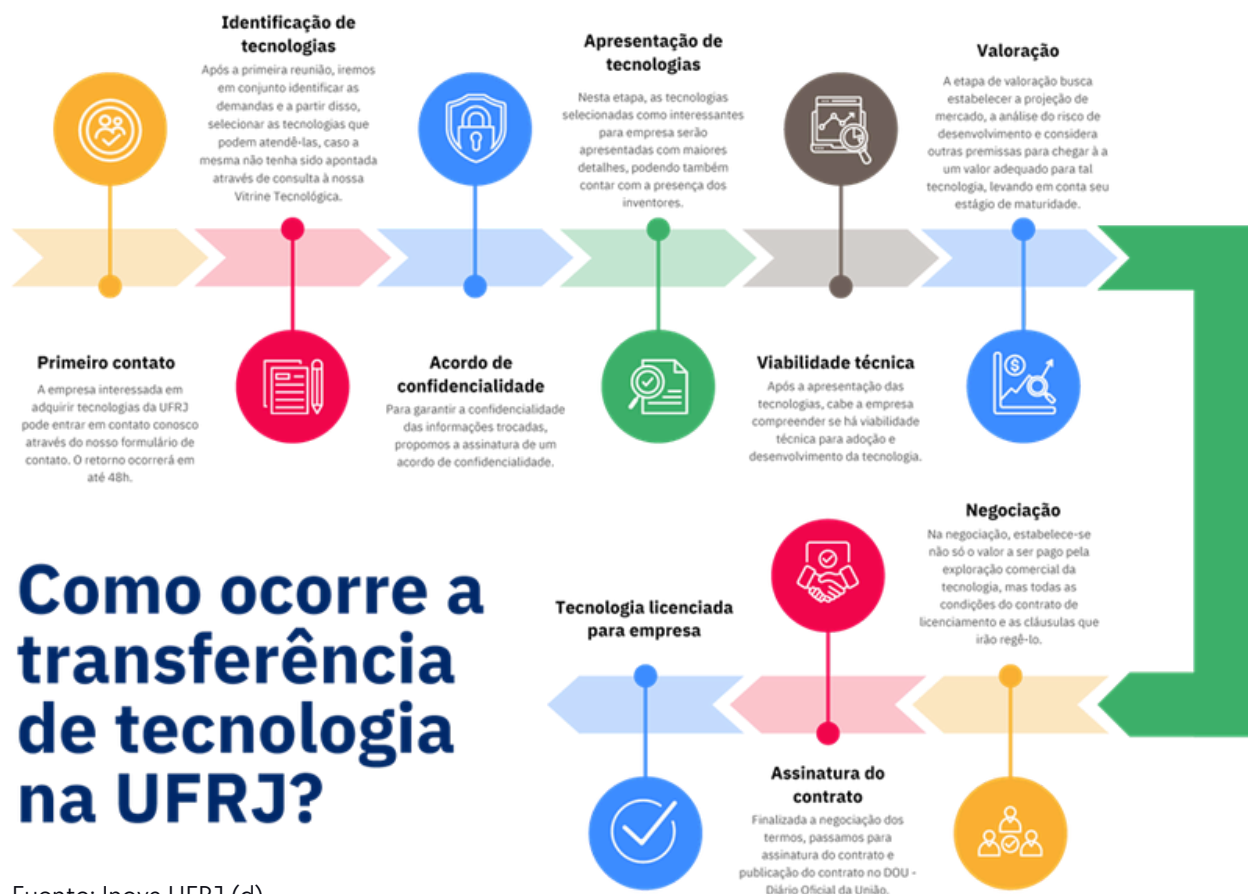 Identificação de
tecnologias
Após a primeira reunião, iremos
em conjunto identificar as
demandas e a partir disso,
selecionar as tecnologias que
podem atendê-las, caso a
mesma não tenha sido apontada
através de consulta à nossa
Vitrine Tecnológica.
Apresentação de
tecnologias
Nesta etapa, as tecnologias
selecionadas como interessantes
para empresa serão
apresentadas com maiores
detalhes, podendo também
contar com a presença dos
inventores.
Valoração
A etapa de valoração busca
estabelecer a projeção de
mercado, a análise do risco de
desenvolvimento e considera
outras premissas para chegar à a
um valor adequado para tal
tecnologia, levando em conta seu
estágio de maturidade.
Primeiro contato
A empresa interessada em
adquirir tecnologias da UFRJ
pode entrar em contato conosco
através do nosso formulário de
contato. O retorno ocorrerá em
até 48h.
Acordo de
confidencialidade
Para garantir a confidencialidade
das informações trocadas,
propomos a assinatura de um
acordo de confidencialidade.
Viabilidade técnica
Após a apresentação das
tecnologias, cabe a empresa
compreender se há viabilidade
técnica para adoção e
desenvolvimento da tecnologia.
$
Negociação
Na negociação, estabelece-se
não só o valor a ser pago pela
exploração comercial da
tecnologia, mas todas as
condições do contrato de
licenciamento e as cláusulas que
irão regê-lo.
Tecnologia licenciada
para empresa
Assinatura do
contrato
Finalizada a negociação dos
termos, passamos para
assinatura do contrato e
publicação do contrato no DOU -
Diário Oficial da União.
Como ocorre a
transferência
de tecnologia
na UFRJ?
Fuente: Inova UFRJ (d)